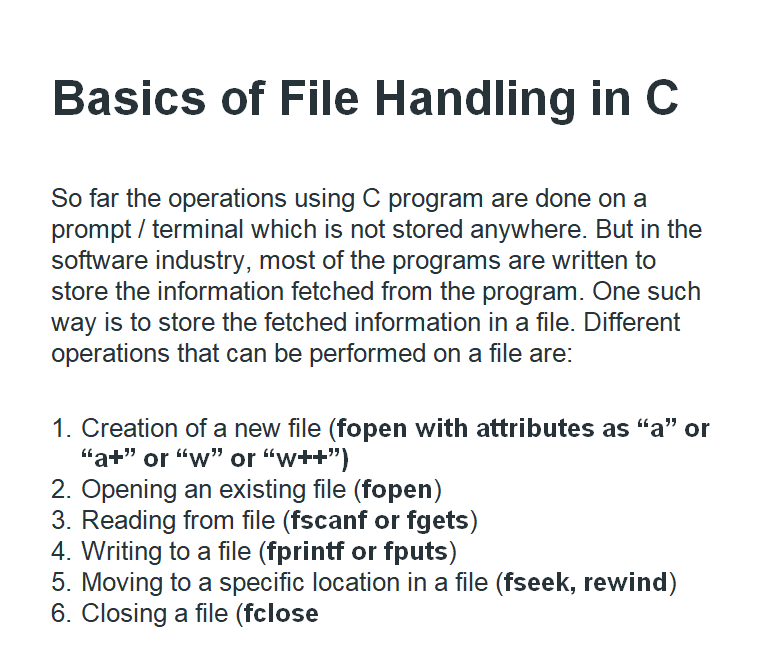 Basics of File Handling in C
So far the operations using C program are done on a
prompt / terminal which is not stored anywhere. But in the
software industry, most of the programs are written to
store the information fetched from the program. One such
way is to store the fetched information in a file. Different
operations that can be performed on a file are:
1. Creation of a new file (fopen with attributes as “a” or
“a+” or “w” or “w++”)
2. Opening an existing file (fopen)
3. Reading from file (fscanf or fgets)
4. Writing to a file (fprintf or fputs)
5. Moving to a specific location in a file (fseek, rewind)
6. Closing a file (fclose